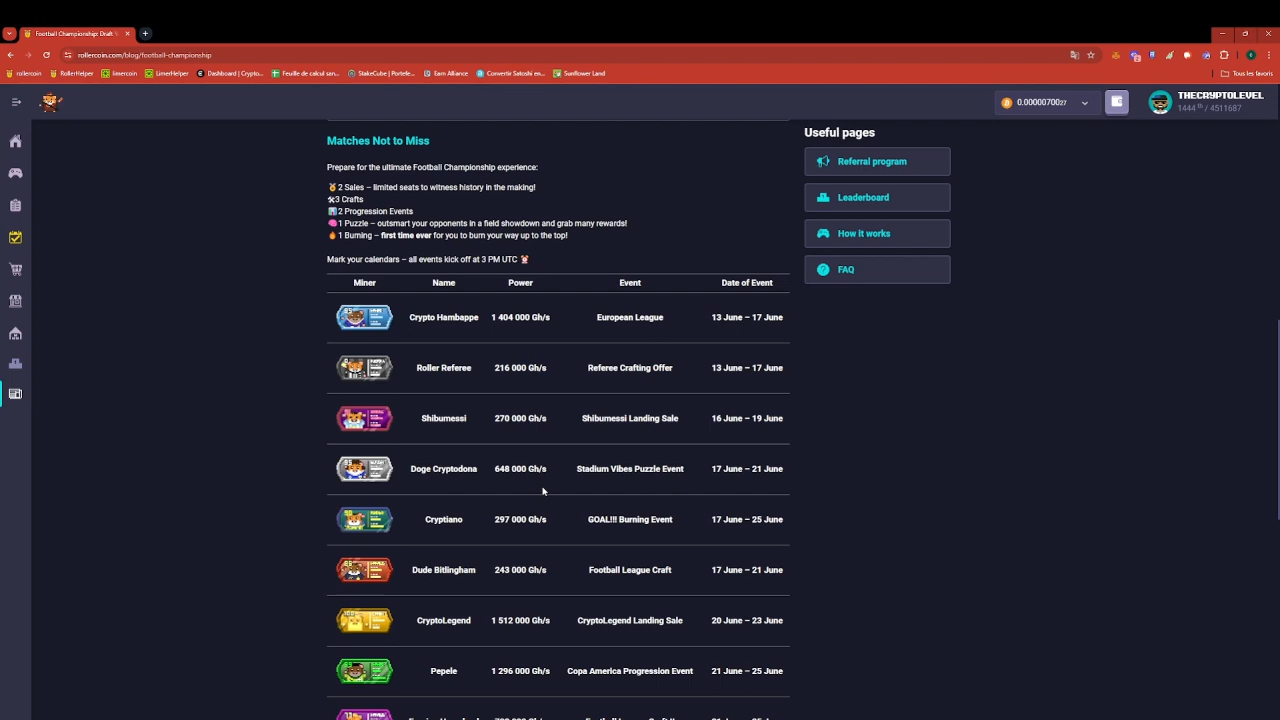 Football Championship: Draft
rollercoin.com/blog/football-championship
rollercoin
RollerHelper
limercoin
LimerHelper
Dashboard | Crypto...
Feuille de calcul san...
StakeCube | Portele...
Earn Alliance
Convertir Satoshi en...
Sunflower Land
Tous les favoris
0.0000070027
THECRYPTOLEVEL
1444 th / 4511687
Matches Not to Miss
Prepare for the ultimate Football Championship experience:
🥇2 Sales – limited seats to witness history in the making!
🛠3 Crafts
📊2 Progression Events
🧠1 Puzzle – outsmart your opponents in a field showdown and grab many rewards!
🔥 1 Burning – first time ever for you to burn your way up to the top!
Mark your calendars – all events kick off at 3 PM UTC ⏰
Miner Name Power Event Date of Event
Crypto Hambappe 1 404 000 Gh/s European League 13 June – 17 June
Roller Referee 216 000 Gh/s Referee Crafting Offer 13 June – 17 June
Shibumessi 270 000 Gh/s Shibumessi Landing Sale 16 June – 19 June
Doge Cryptodona 648 000 Gh/s Stadium Vibes Puzzle Event 17 June – 21 June
Cryptiano 297 000 Gh/s GOAL!!! Burning Event 17 June – 25 June
Dude Bitlingham 243 000 Gh/s Football League Craft 17 June – 21 June
CryptoLegend 1 512 000 Gh/s CryptoLegend Landing Sale 20 June – 23 June
Pepele 1 296 000 Gh/s Copa America Progression Event 21 June – 25 June
Useful pages
Referral program
Leaderboard
How it works
FAQ